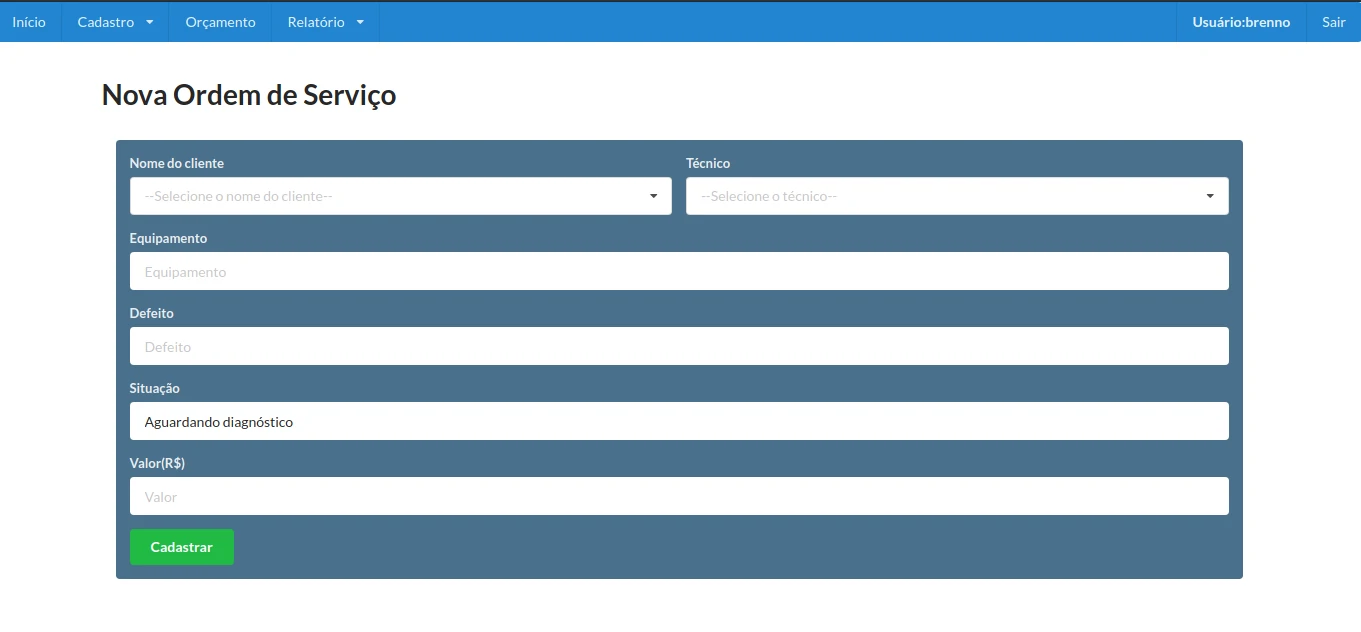 Início Cadastro Orçamento Relatório Usuário:brenno Sair
Nova Ordem de Serviço
Nome do cliente Técnico
--Selecione o nome do cliente-- --Selecione o técnico--
Equipamento
Equipamento
Defeito
Defeito
Situação
Aguardando diagnóstico
Valor(R$)
Valor
Cadastrar